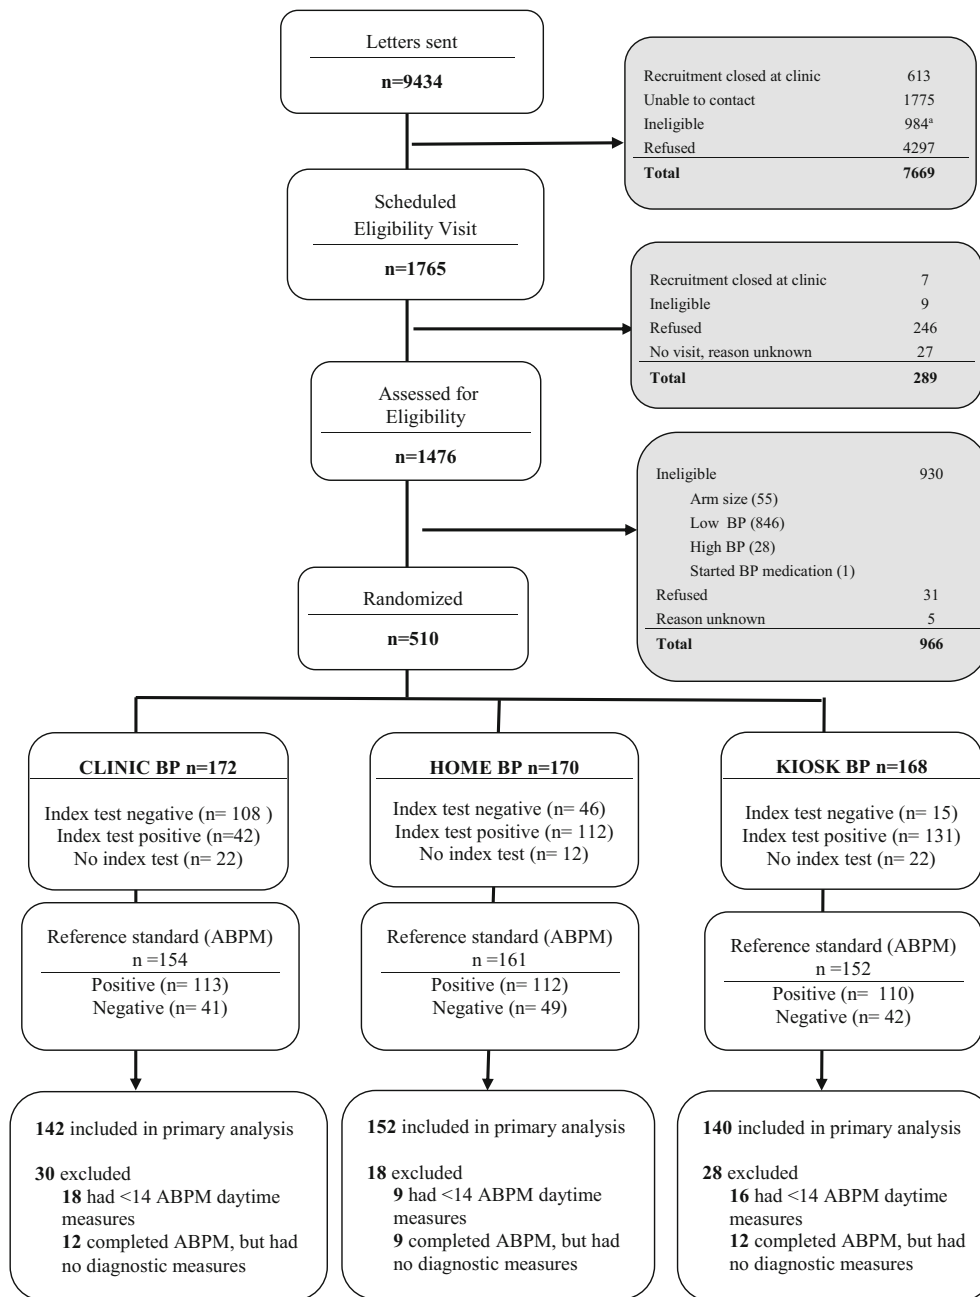 Letters sent
n=9434
Recruitment closed at clinic 613
Unable to contact 1775
Ineligible 984ᵃ
Refused 4297
Total 7669
Scheduled
Eligibility Visit
n=1765
Recruitment closed at clinic 7
Ineligible 9
Refused 246
No visit, reason unknown 27
Total 289
Assessed for
Eligibility
n=1476
Ineligible 930
Arm size (55)
Low BP (846)
High BP (28)
Started BP medication (1)
Refused 31
Reason unknown 5
Total 966
Randomized
n=510
CLINIC BP n=172
Index test negative (n= 108 )
Index test positive (n=42)
No index test (n= 22)
HOME BP n=170
Index test negative (n= 46)
Index test positive (n= 112)
No index test (n= 12)
KIOSK BP n=168
Index test negative (n= 15)
Index test positive (n= 131)
No index test (n= 22)
Reference standard (ABPM)
n =154
Positive (n= 113)
Negative (n= 41)
Reference standard (ABPM)
n =161
Positive (n= 112)
Negative (n= 49)
Reference standard (ABPM)
n =152
Positive (n= 110)
Negative (n= 42)
142 included in primary analysis
30 excluded
18 had <14 ABPM daytime
measures
12 completed ABPM, but had
no diagnostic measures
152 included in primary analysis
18 excluded
9 had <14 ABPM daytime
measures
9 completed ABPM, but had
no diagnostic measures
140 included in primary analysis
28 excluded
16 had <14 ABPM daytime
measures
12 completed ABPM, but had
no diagnostic measures